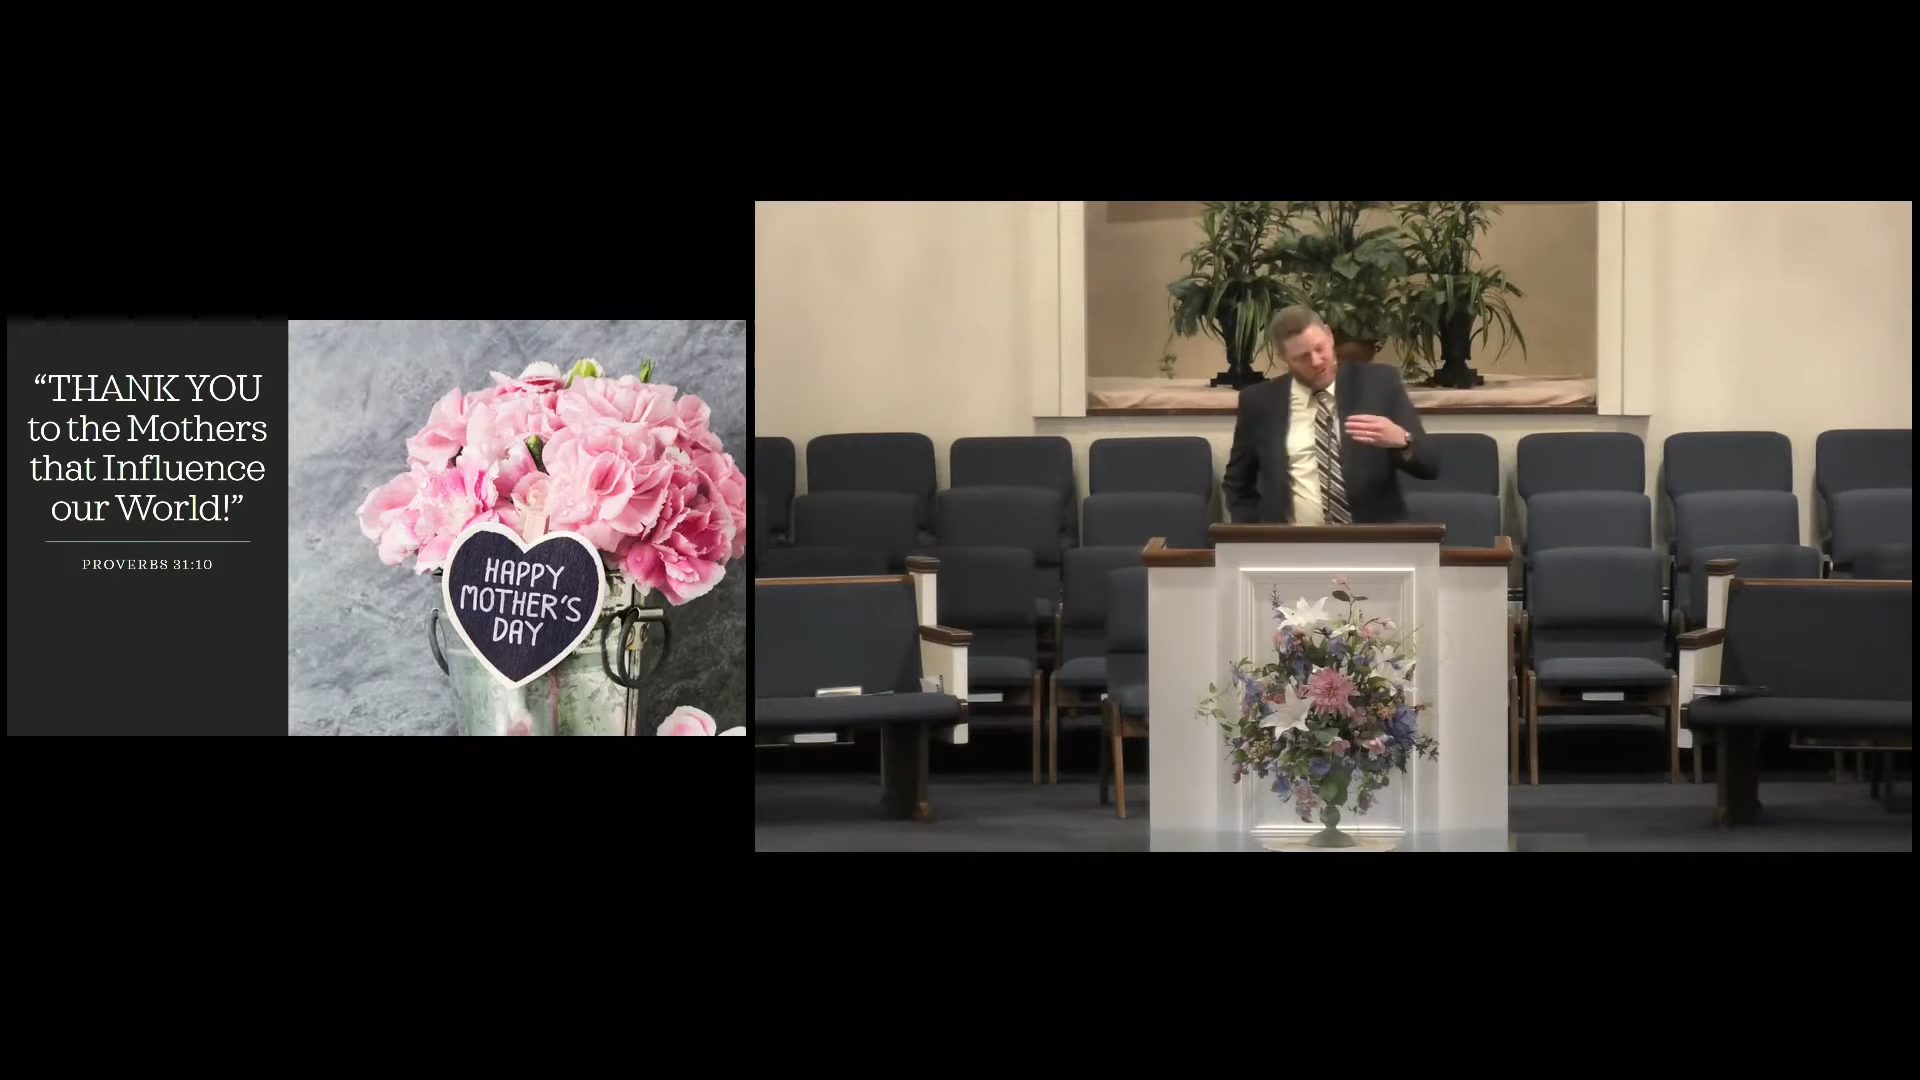 “THANK YOU
to the Mothers
that Influence
our World!”
PROVERBS 31:10
HAPPY
MOTHER'S
DAY